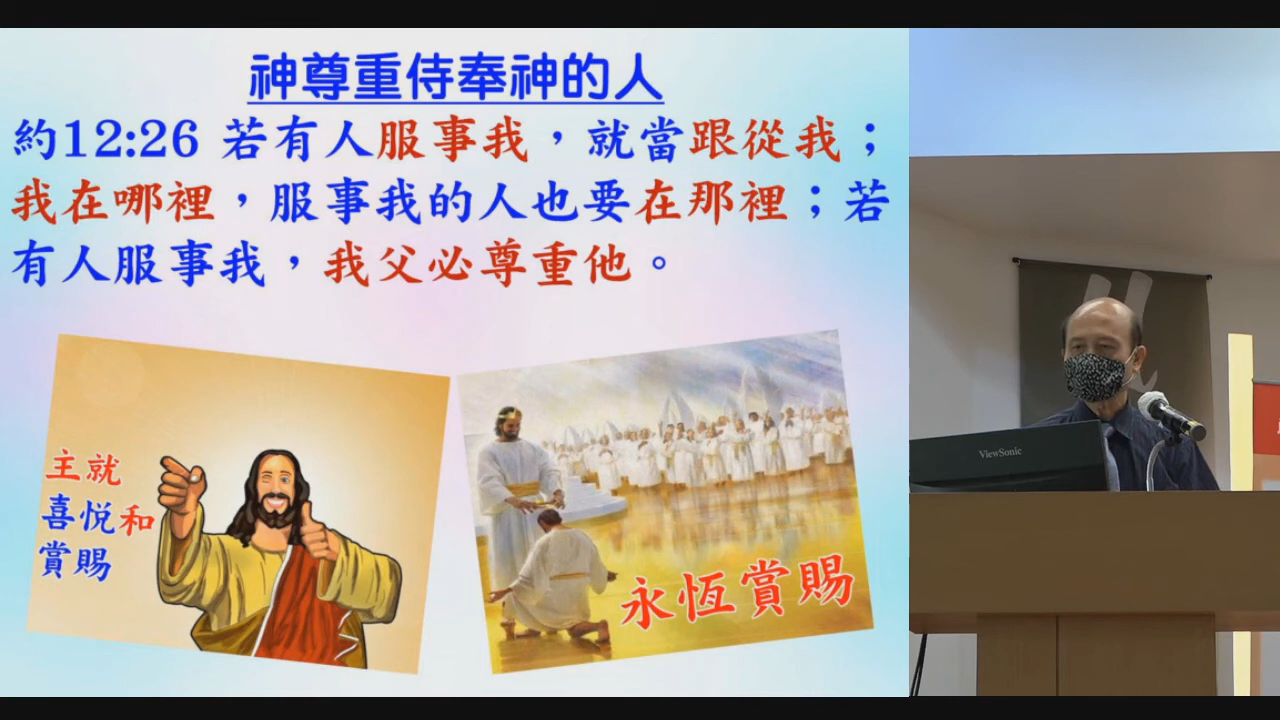 神尊重侍奉神的人
約12:26 若有人服事我，就當跟從我；
我在哪裡，服事我的人也要在那裡；若
有人服事我，我父必尊重他。
主就
喜悅和
賞賜
永恆賞賜
ViewSonic